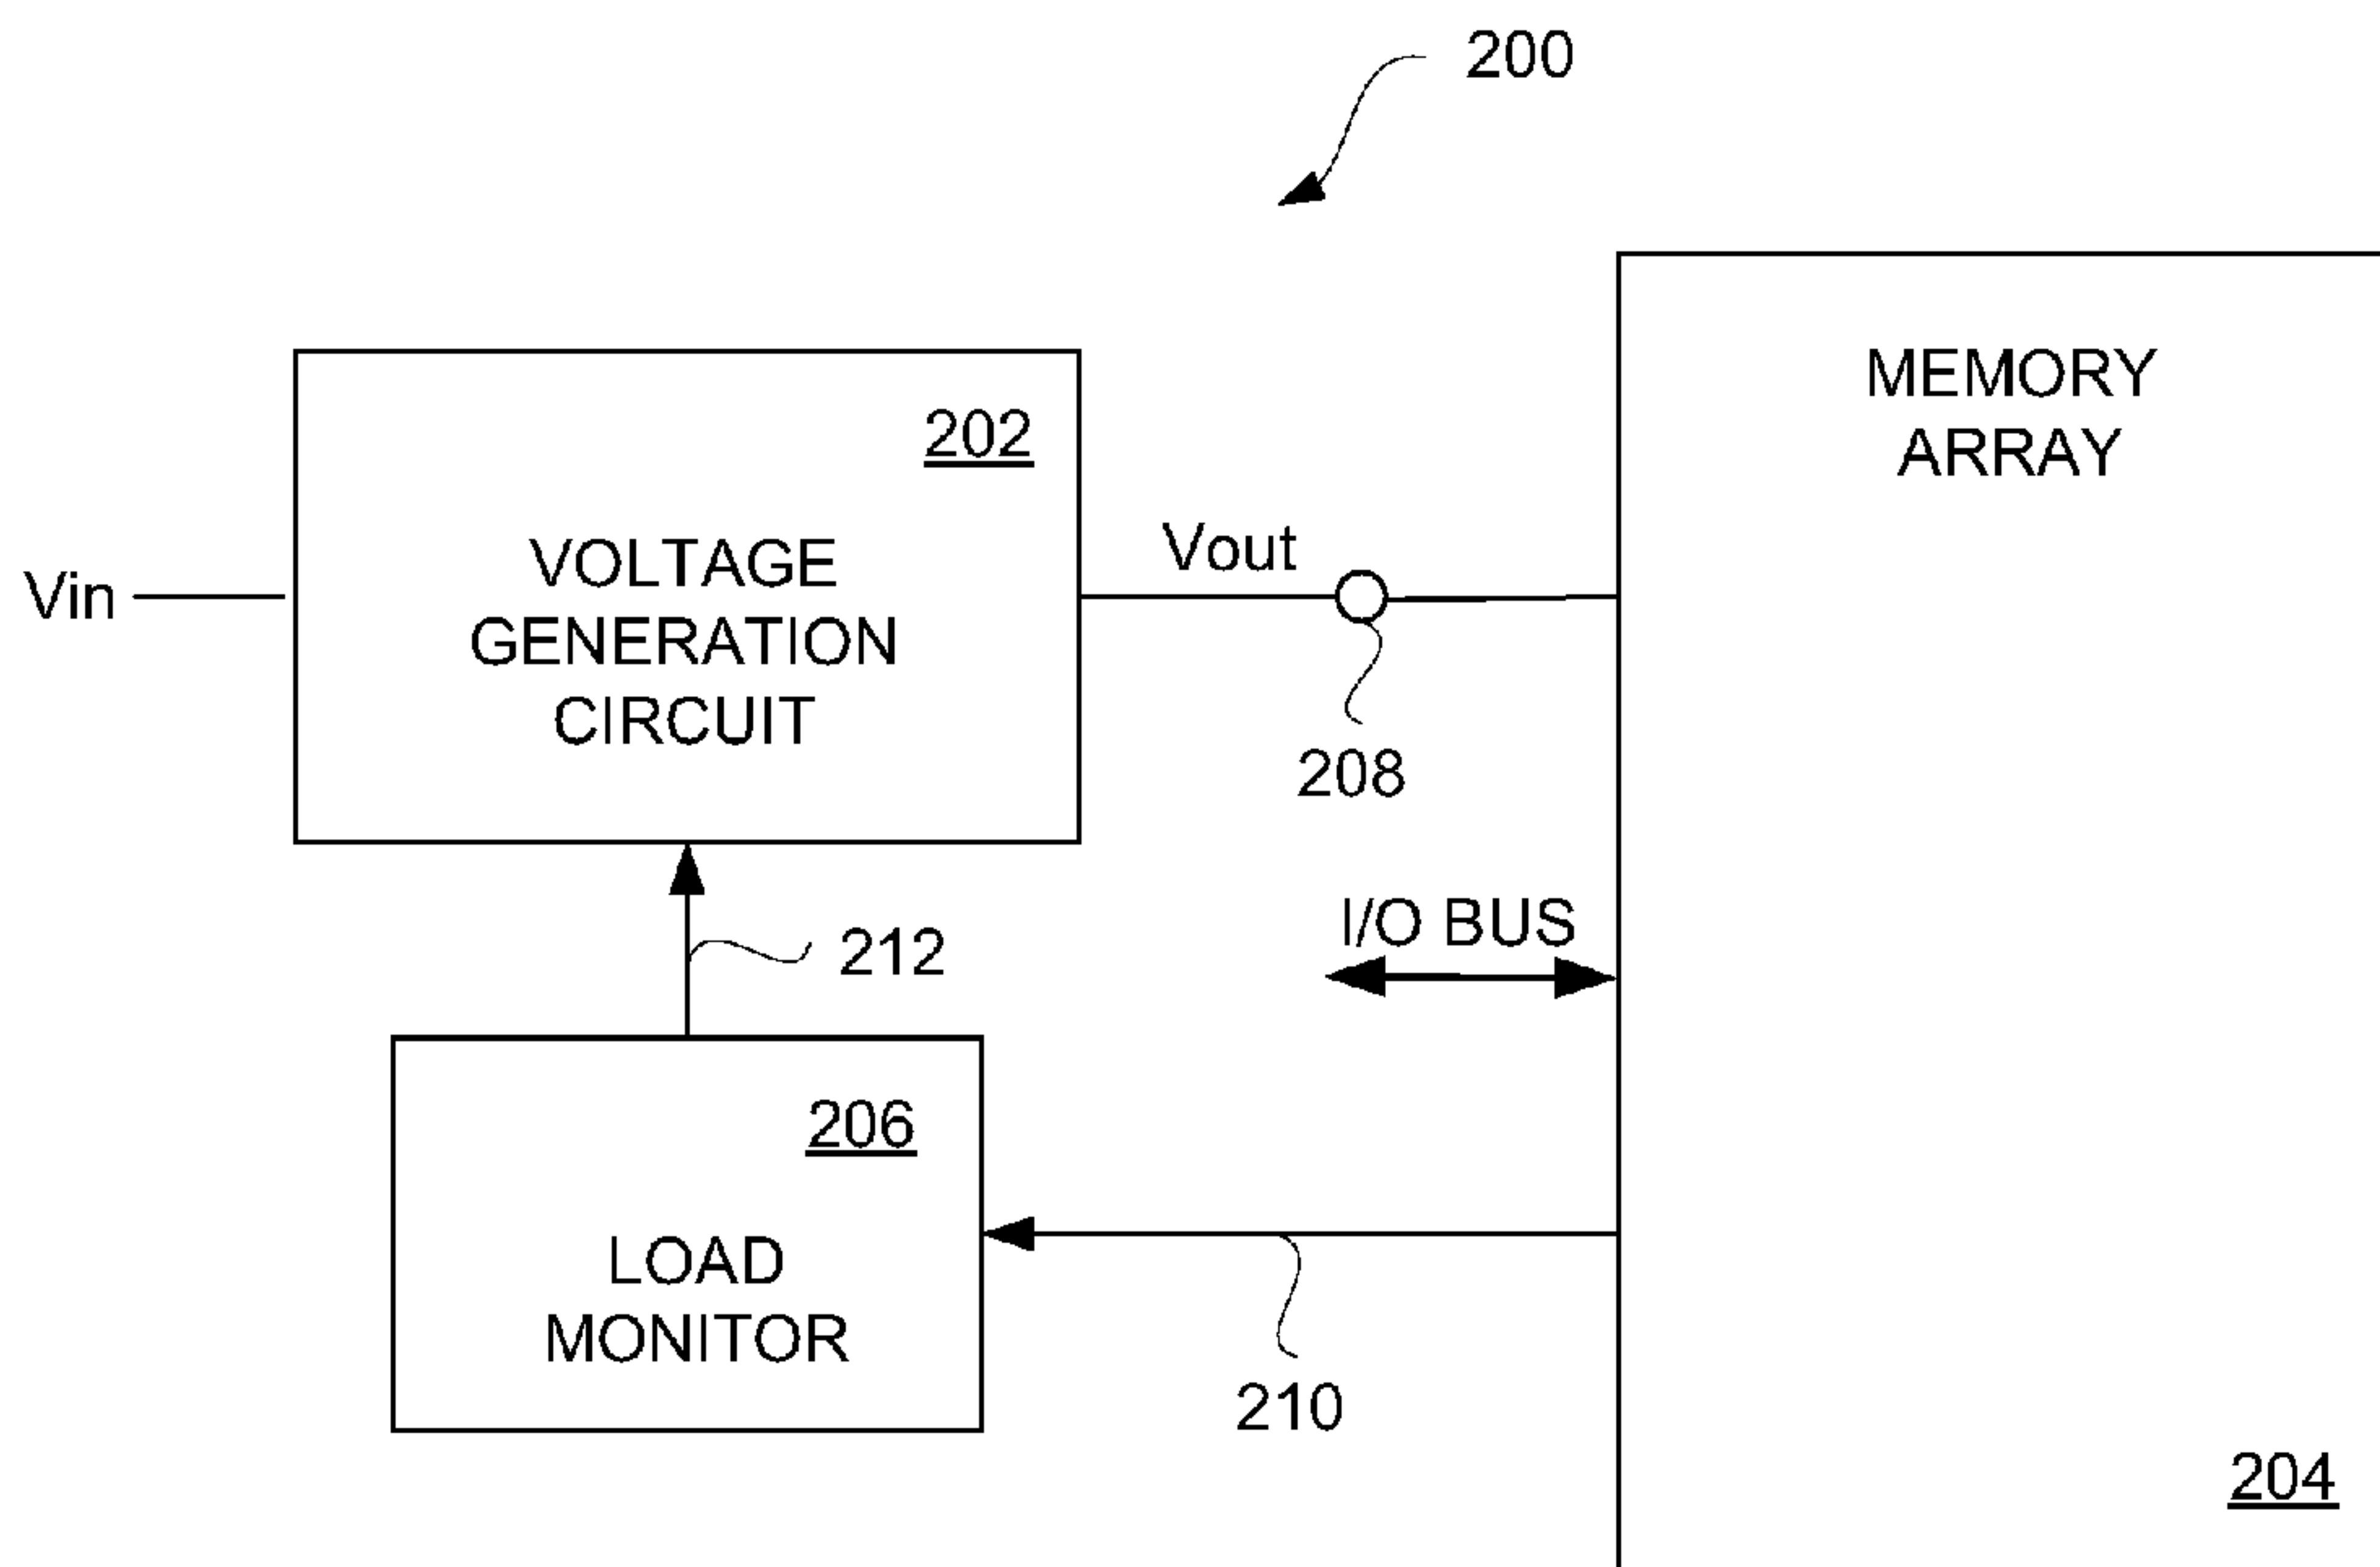 200
MEMORY
ARRAY
202
VOLTAGE
GENERATION
CIRCUIT
Vin
Vout
208
I/O BUS
212
206
LOAD
MONITOR
210
204